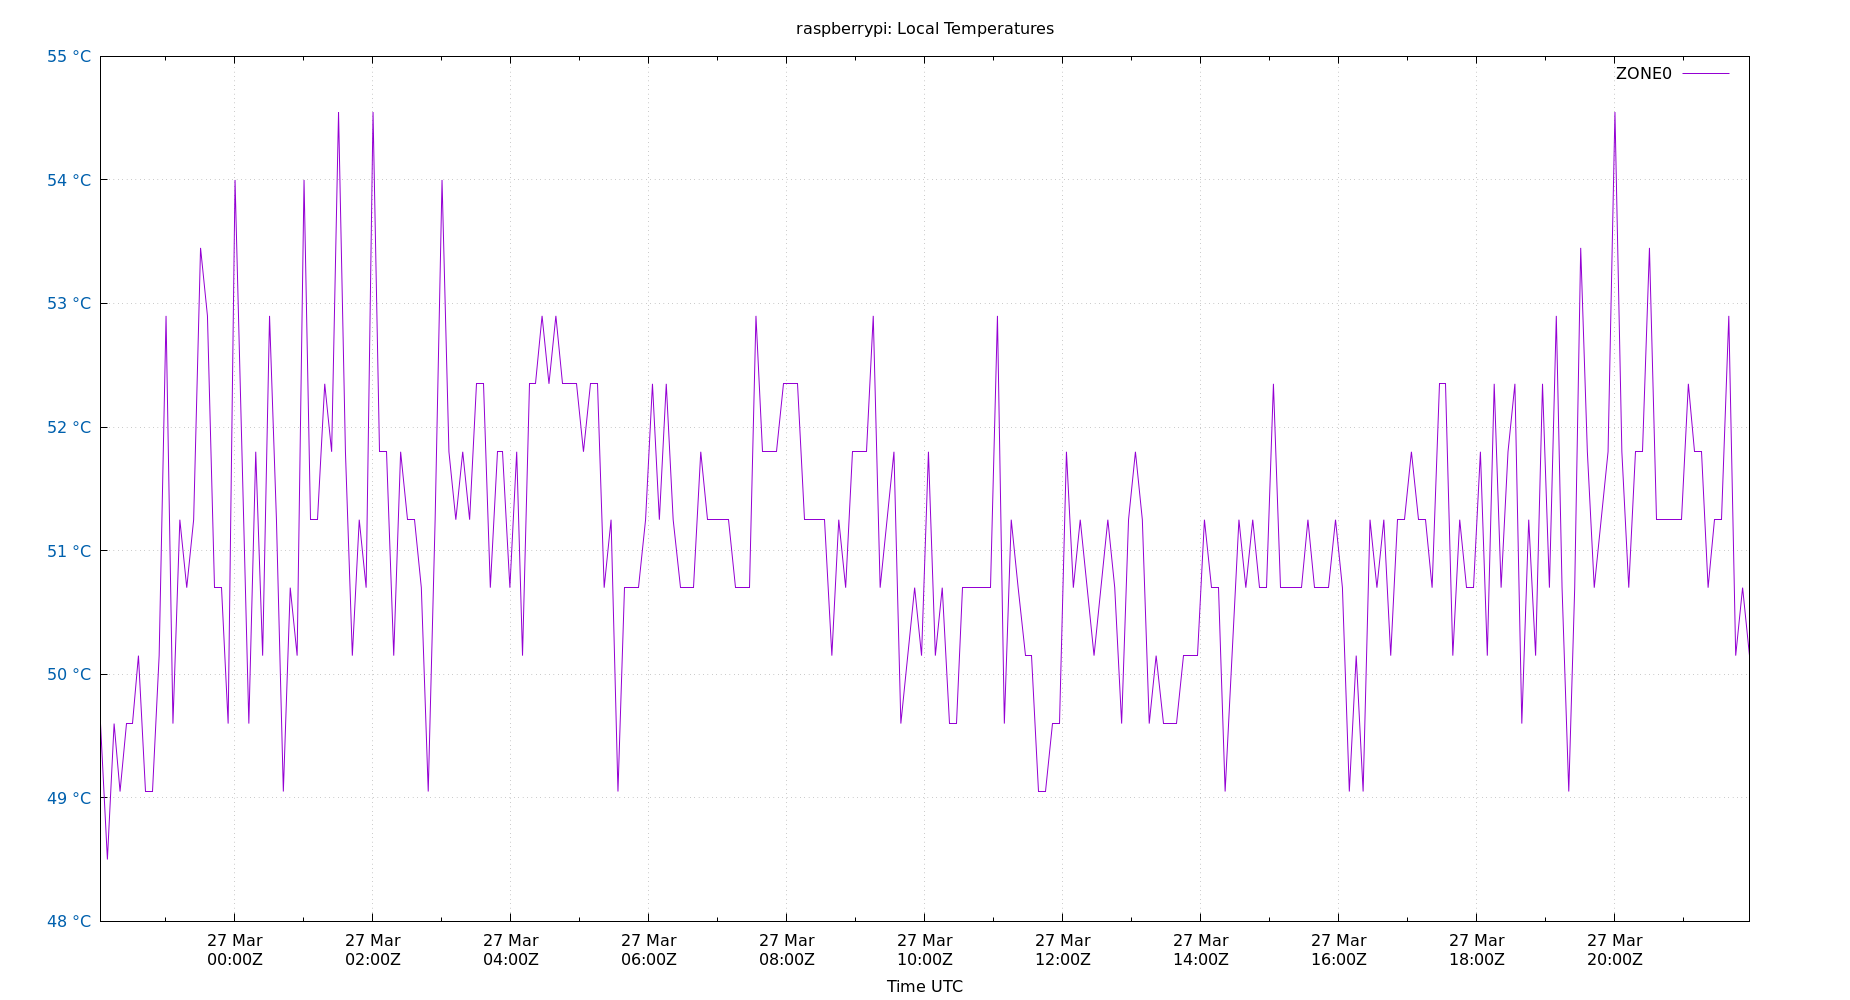 raspberrypi: Local Temperatures
55 °C
ZONE0
54 °C
53 °C
52 °C
51 °C
50 °C
49 °C
48 °C
27 Mar 27 Mar 27 Mar 27 Mar 27 Mar 27 Mar 27 Mar 27 Mar 27 Mar 27 Mar 27 Mar
00:00Z 02:00Z 04:00Z 06:00Z 08:00Z 10:00Z 12:00Z 14:00Z 16:00Z 18:00Z 20:00Z
Time UTC